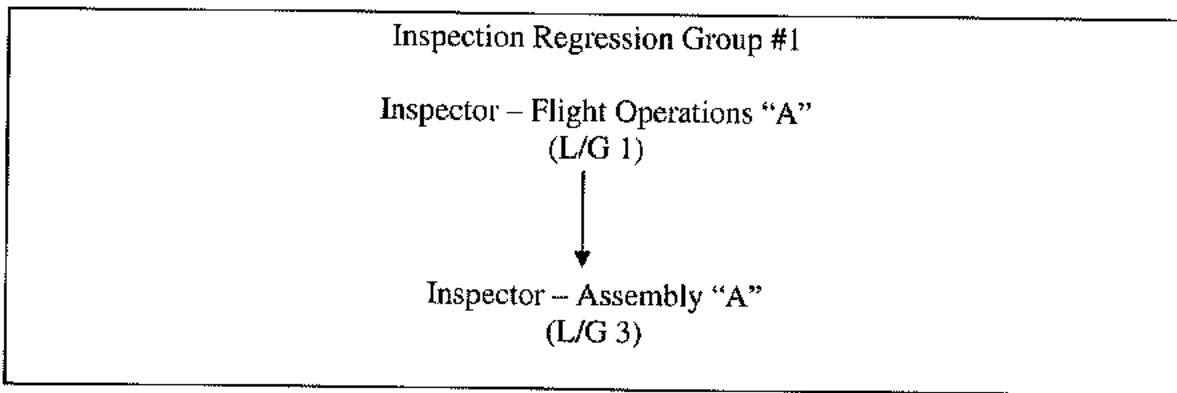 Inspection Regression Group #1
Inspector – Flight Operations “A”
(L/G 1)
Inspector – Assembly “A”
(L/G 3)